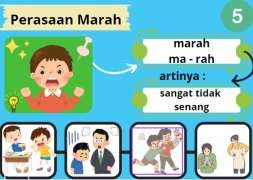 Perasaan Marah
5
marah
ma - rah
artinya :
sangat tidak
senang